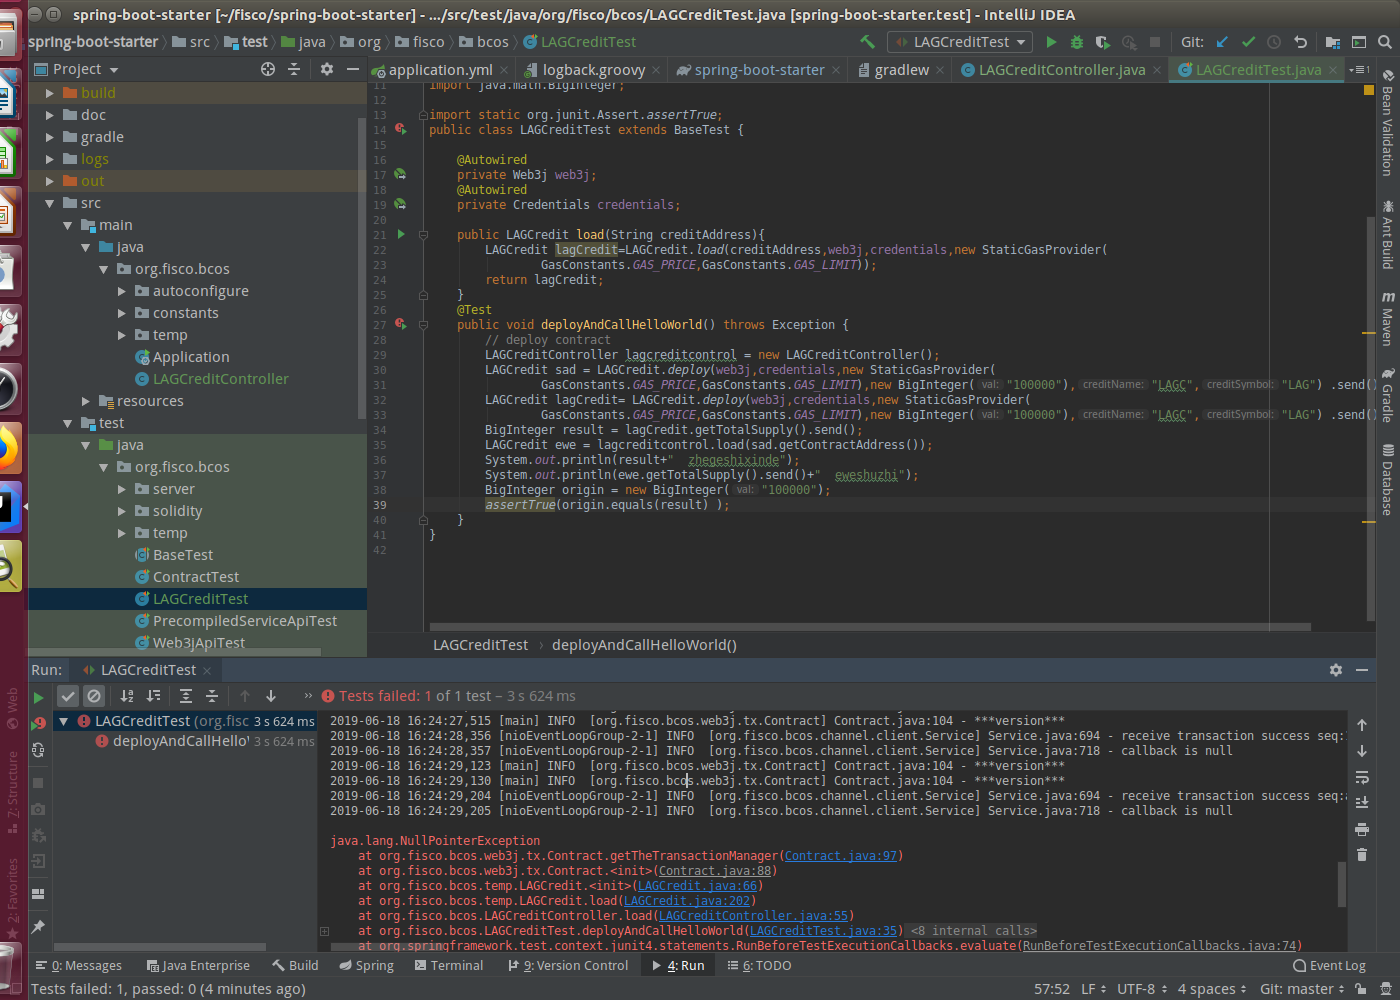 spring-boot-starter [~/fisco/spring-boot-starter] - .../src/test/java/org/fisco/bcos/LAGCreditTest.java [spring-boot-starter.test] - IntelliJ IDEA
spring-boot-starter > src > test > java > org > fisco > bcos > LAGCreditTest
LAGCreditTest Git:
Project
application.yml logback.groovy spring-boot-starter gradlew LAGCreditController.java LAGCreditTest.java
build
doc
gradle
logs
out
src
main
java
org.fisco.bcos
autoconfigure
constants
temp
Application
LAGCreditController
resources
test
java
org.fisco.bcos
server
solidity
temp
BaseTest
ContractTest
LAGCreditTest
PrecompiledServiceApiTest
Web3jApiTest
11 import java.math.BigInteger;
12
13 import static org.junit.Assert.assertTrue;
14 public class LAGCreditTest extends BaseTest {
15
16 @Autowired
17 private Web3j web3j;
18 @Autowired
19 private Credentials credentials;
20
21 public LAGCredit load(String creditAddress){
22 LAGCredit lagCredit=LAGCredit.load(creditAddress,web3j,credentials,new StaticGasProvider(
23 GasConstants.GAS_PRICE,GasConstants.GAS_LIMIT));
24 return lagCredit;
25 }
26 @Test
27 public void deployAndCallHelloWorld() throws Exception {
28 // deploy contract
29 LAGCreditController lagcreditcontrol = new LAGCreditController();
30 LAGCredit sad = LAGCredit.deploy(web3j,credentials,new StaticGasProvider(
31 GasConstants.GAS_PRICE,GasConstants.GAS_LIMIT),new BigInteger( val: "100000"), creditName: "LAGC", creditSymbol: "LAG") .send()
32 LAGCredit lagCredit= LAGCredit.deploy(web3j,credentials,new StaticGasProvider(
33 GasConstants.GAS_PRICE,GasConstants.GAS_LIMIT),new BigInteger( val: "100000"), creditName: "LAGC", creditSymbol: "LAG") .send()
34 BigInteger result = lagCredit.getTotalSupply().send();
35 LAGCredit ewe = lagcreditcontrol.load(sad.getContractAddress());
36 System.out.println(result+" zhegeshixinde");
37 System.out.println(ewe.getTotalSupply().send()+" eweshuzhi");
38 BigInteger origin = new BigInteger( val: "100000");
39 assertTrue(origin.equals(result) );
40 }
41 }
42
LAGCreditTest > deployAndCallHelloWorld()
Bean Validation
Ant Build
Maven
Gradle
Database
Web
7: Structure
2: Favorites
Run: LAGCreditTest
Tests failed: 1 of 1 test – 3 s 624 ms
LAGCreditTest (org.fisc 3 s 624 ms
deployAndCallHello 3 s 624 ms
2019-06-18 16:24:27,515 [main] INFO [org.fisco.bcos.web3j.tx.Contract] Contract.java:104 - ***version***
2019-06-18 16:24:28,356 [nioEventLoopGroup-2-1] INFO [org.fisco.bcos.channel.client.Service] Service.java:694 - receive transaction success seq:
2019-06-18 16:24:28,357 [nioEventLoopGroup-2-1] INFO [org.fisco.bcos.channel.client.Service] Service.java:718 - callback is null
2019-06-18 16:24:29,123 [main] INFO [org.fisco.bcos.web3j.tx.Contract] Contract.java:104 - ***version***
2019-06-18 16:24:29,130 [main] INFO [org.fisco.bcos.web3j.tx.Contract] Contract.java:104 - ***version***
2019-06-18 16:24:29,204 [nioEventLoopGroup-2-1] INFO [org.fisco.bcos.channel.client.Service] Service.java:694 - receive transaction success seq:
2019-06-18 16:24:29,205 [nioEventLoopGroup-2-1] INFO [org.fisco.bcos.channel.client.Service] Service.java:718 - callback is null
java.lang.NullPointerException
at org.fisco.bcos.web3j.tx.Contract.getTheTransactionManager(Contract.java:97)
at org.fisco.bcos.web3j.tx.Contract.<init>(Contract.java:88)
at org.fisco.bcos.temp.LAGCredit.<init>(LAGCredit.java:66)
at org.fisco.bcos.temp.LAGCredit.load(LAGCredit.java:202)
at org.fisco.bcos.LAGCreditController.load(LAGCreditController.java:55)
at org.fisco.bcos.LAGCreditTest.deployAndCallHelloWorld(LAGCreditTest.java:35) <8 internal calls>
at org.springframework.test.context.junit4.statements.RunBeforeTestExecutionCallbacks.evaluate(RunBeforeTestExecutionCallbacks.java:74)
0: Messages Java Enterprise Build Spring Terminal 9: Version Control 4: Run 6: TODO Event Log
Tests failed: 1, passed: 0 (4 minutes ago) 57:52 LF UTF-8 4 spaces Git: master